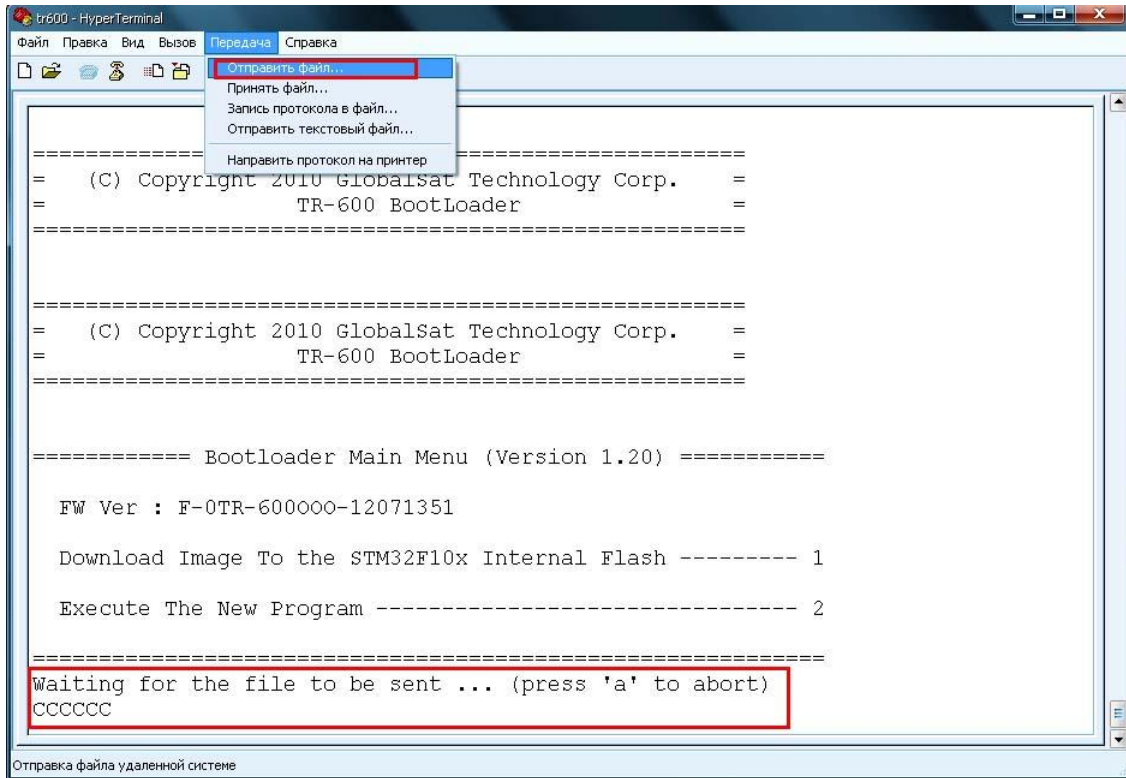 tr600 - HyperTerminal
Файл Правка Вид Вызов Передача Справка
Отправить файл...
Принять файл...
Запись протокола в файл...
Отправить текстовый файл...
Направить протокол на принтер
======================================================
= (C) Copyright 2010 GlobalSat Technology Corp. =
= TR-600 BootLoader =
======================================================
======================================================
= (C) Copyright 2010 GlobalSat Technology Corp. =
= TR-600 BootLoader =
======================================================
============ Bootloader Main Menu (Version 1.20) ===========
FW Ver : F-0TR-600000-12071351
Download Image To the STM32F10x Internal Flash --------- 1
Execute The New Program -------------------------------- 2
============================================================
Waiting for the file to be sent ... (press 'a' to abort)
CCCCCC
Отправка файла удаленной системе